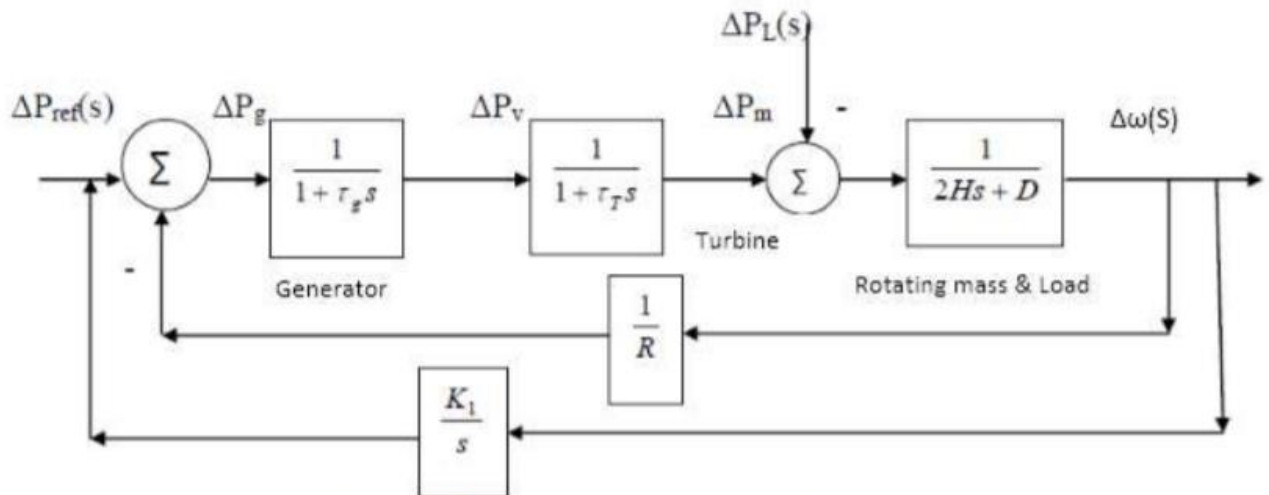 ΔP_L(s)
-
ΔP_ref(s)
ΔP_g
ΔP_v
ΔP_m
Δω(S)
Σ
1 / (1 + τ_g s)
1 / (1 + τ_T s)
Σ
1 / (2Hs + D)
Turbine
-
Generator
Rotating mass & Load
1 / R
K_1 / s